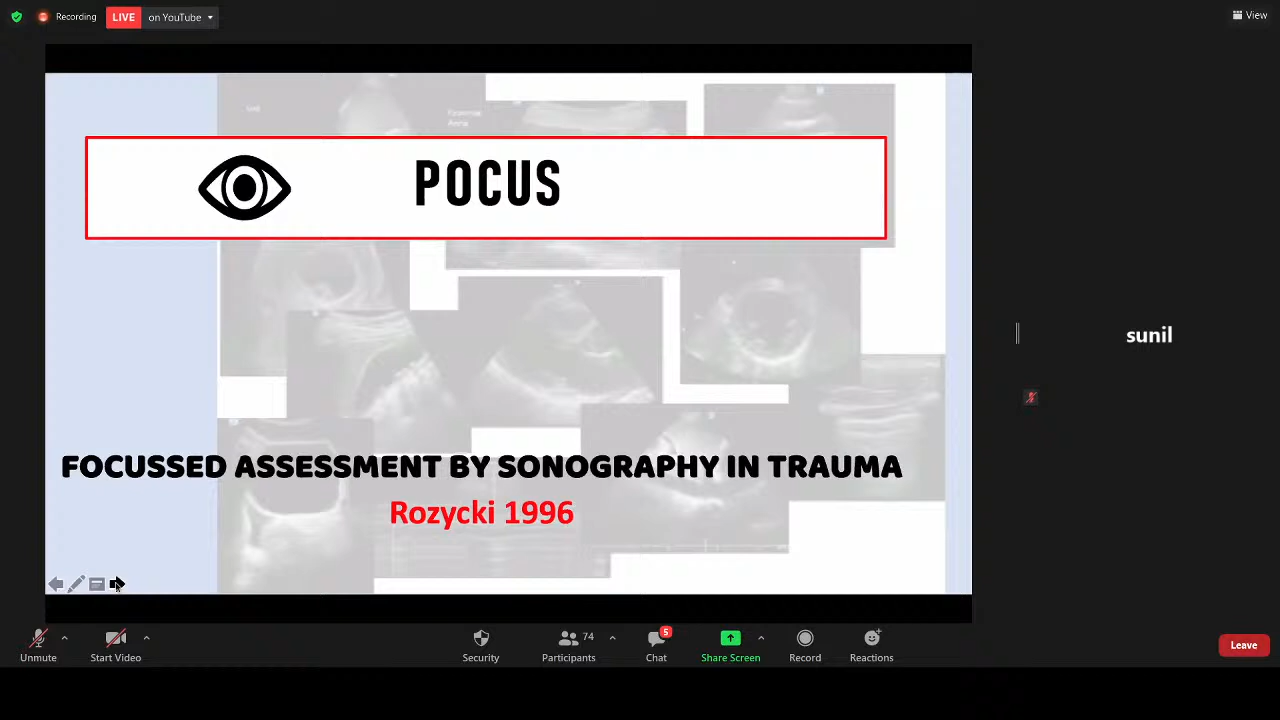 Recording
LIVE
on YouTube
View
POCUS
FOCUSSED ASSESSMENT BY SONOGRAPHY IN TRAUMA
Rozycki 1996
sunil
Unmute
Start Video
Security
Participants
74
Chat
5
Share Screen
Record
Reactions
Leave